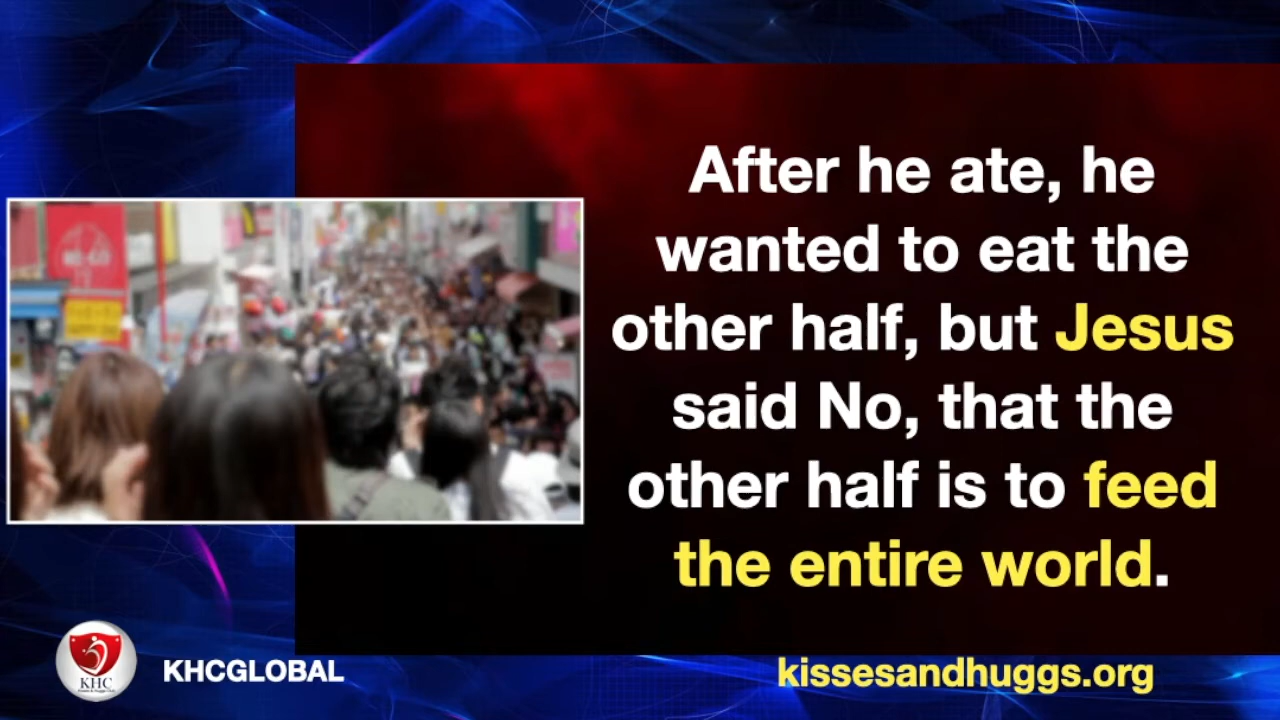 After he ate, he
wanted to eat the
other half, but Jesus
said No, that the
other half is to feed
the entire world.
KHC
KHCGLOBAL
kissesandhuggs.org